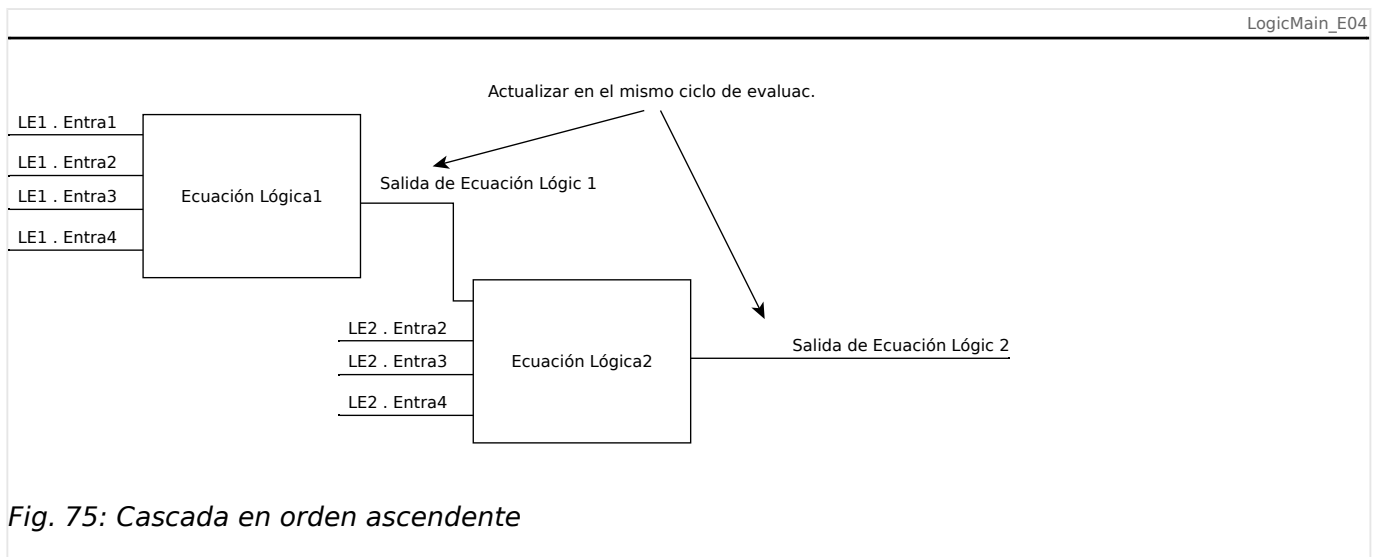 LogicMain_E04
Actualizar en el mismo ciclo de evaluac.
LE1 . Entra1
LE1 . Entra2
LE1 . Entra3
LE1 . Entra4
Ecuación Lógica1
Salida de Ecuación Lógic 1
LE2 . Entra2
LE2 . Entra3
LE2 . Entra4
Ecuación Lógica2
Salida de Ecuación Lógic 2
Fig. 75: Cascada en orden ascendente